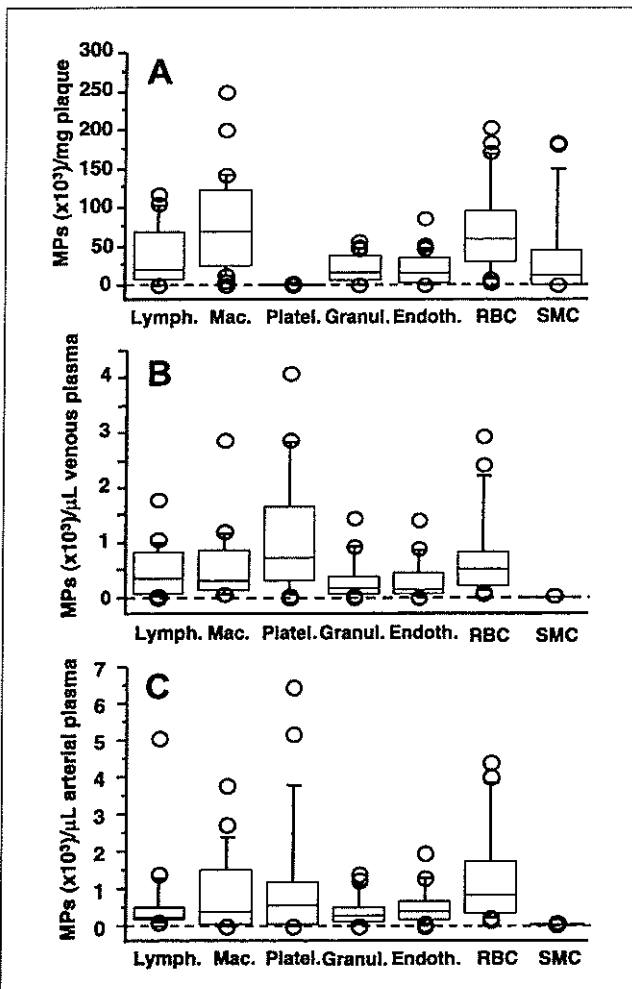 A
MPs (x10³)/mg plaque
300
250
200
150
100
50
0
Lymph. Mac. Platel. Granul. Endoth. RBC SMC
B
MPs (x10³)/µL venous plasma
4
3
2
1
0
Lymph. Mac. Platel. Granul. Endoth. RBC SMC
C
MPs (x10³)/µL arterial plasma
7
6
5
4
3
2
1
0
Lymph. Mac. Platel. Granul. Endoth. RBC SMC